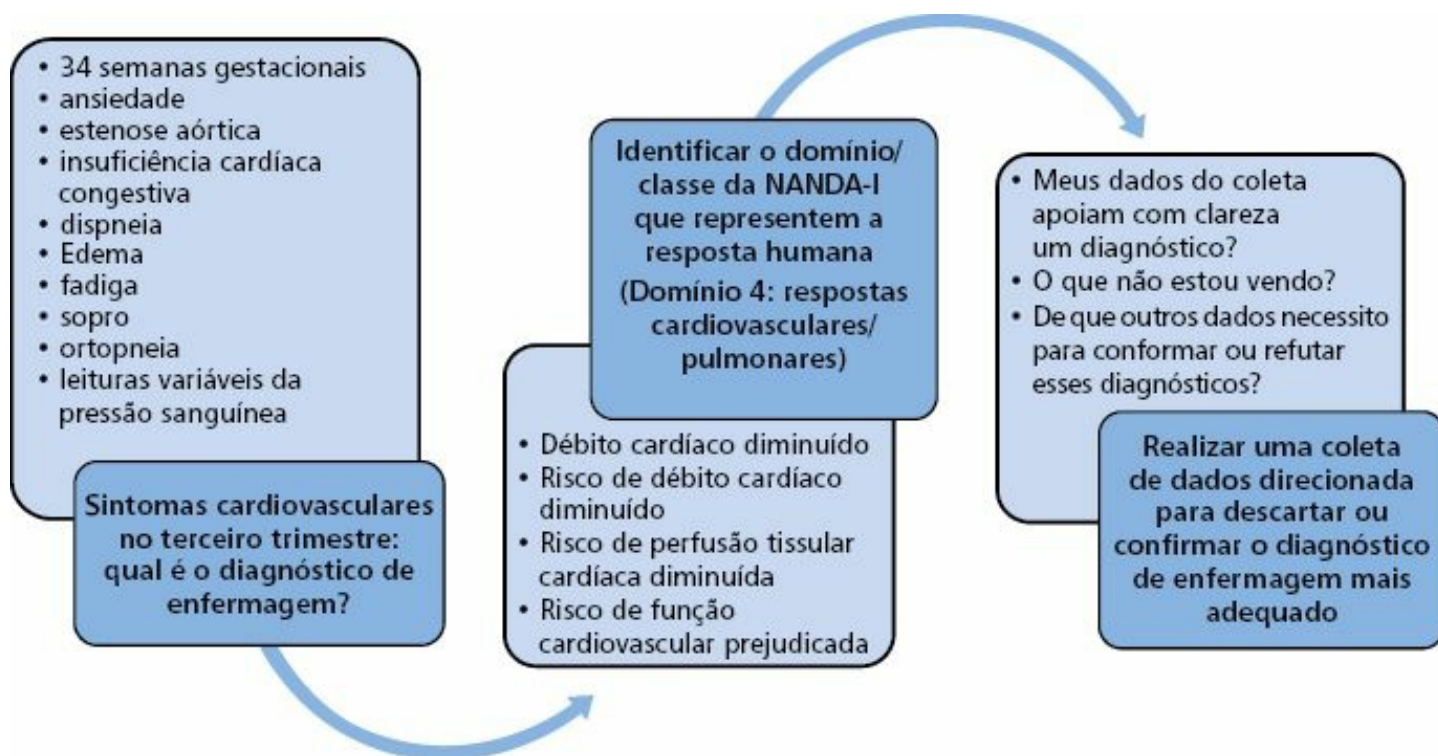 • 34 semanas gestacionais
• ansiedade
• estenose aórtica
• insuficiência cardíaca
congestiva
• dispneia
• Edema
• fadiga
• sopro
• ortopneia
• leituras variáveis da
pressão sanguínea
Sintomas cardiovasculares
no terceiro trimestre:
qual é o diagnóstico de
enfermagem?
Identificar o domínio/
classe da NANDA-I
que representem a
resposta humana
(Domínio 4: respostas
cardiovasculares/
pulmonares)
• Débito cardíaco diminuído
• Risco de débito cardíaco
diminuído
• Risco de perfusão tissular
cardíaca diminuída
• Risco de função
cardiovascular prejudicada
• Meus dados do coleta
apoiam com clareza
um diagnóstico?
• O que não estou vendo?
• De que outros dados necessito
para conformar ou refutar
esses diagnósticos?
Realizar uma coleta
de dados direcionada
para descartar ou
confirmar o diagnóstico
de enfermagem mais
adequado